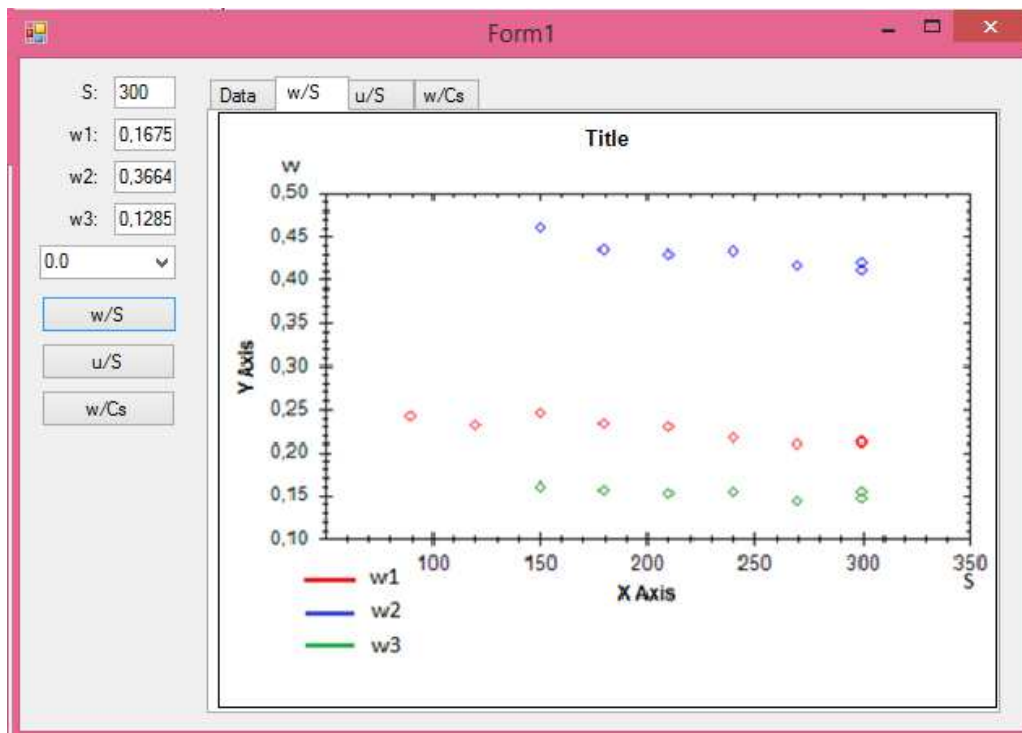 Form1
S: 300
w1: 0,1675
w2: 0,3664
w3: 0,1285
0.0
w/S
u/S
w/Cs
Data w/S u/S w/Cs
Title
w
0,50
0,45
0,40
0,35
0,30
0,25
0,20
0,15
0,10
Y Axis
100 150 200 250 300 350
S
X Axis
w1
w2
w3